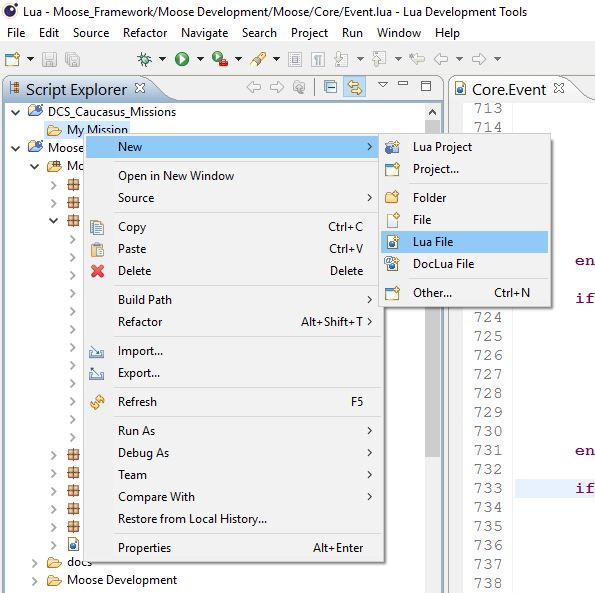 Lua - Moose_Framework/Moose Development/Moose/Core/Event.lua - Lua Development Tools
File Edit Source Refactor Navigate Search Project Run Window Help
Script Explorer
DCS_Caucasus_Missions
My Mission
Moose
Mo
docs
Moose Development
New
Open in New Window
Source
Copy Ctrl+C
Paste Ctrl+V
Delete Delete
Build Path
Refactor Alt+Shift+T
Import...
Export...
Refresh F5
Run As
Debug As
Team
Compare With
Restore from Local History...
Properties Alt+Enter
Lua Project
Project...
Folder
File
Lua File
DocLua File
Other... Ctrl+N
Core.Event
713
714
en
if
724
725
726
727
728
729
730
731 en
732
733 if
734
735
736
737
738